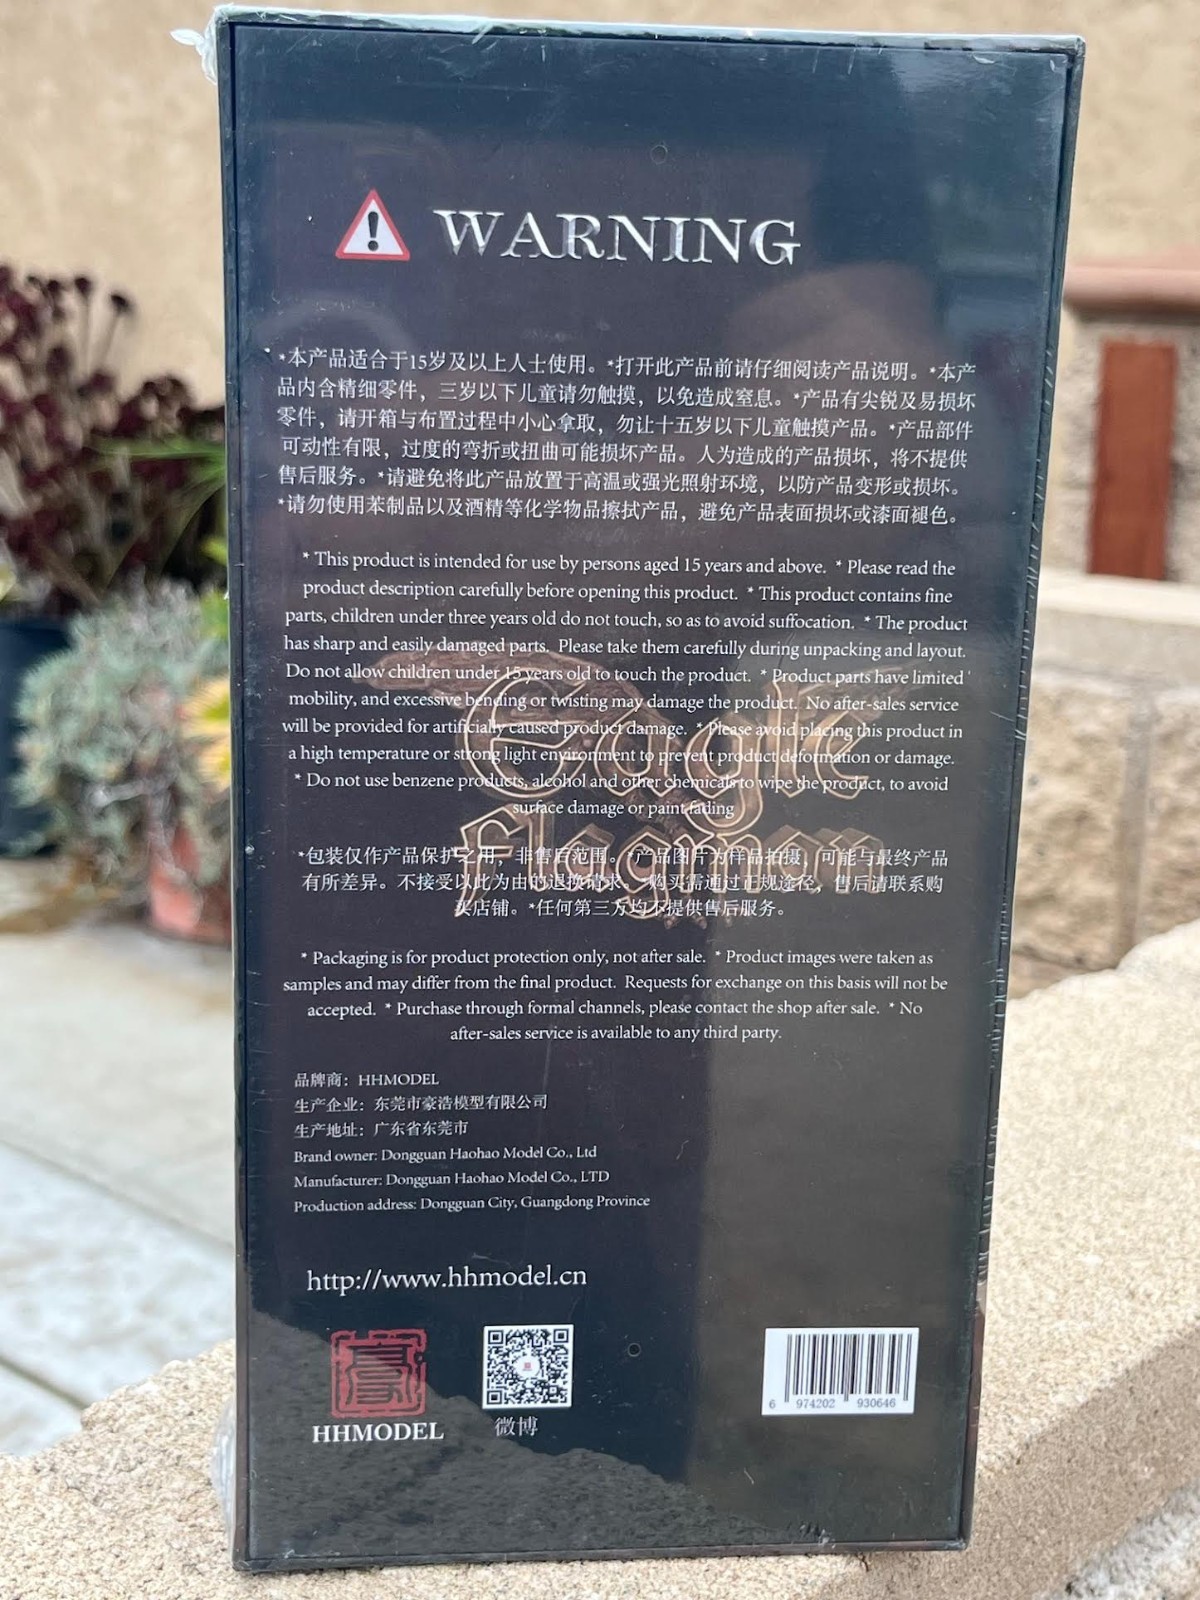 WARNING
*本产品适合于15岁及以上人士使用。*打开此产品前请仔细阅读产品说明。*本产
品内含精细零件，三岁以下儿童请勿触摸，以免造成窒息。*产品有尖锐及易损坏
零件，请开箱与布置过程中小心拿取，勿让十五岁以下儿童触摸产品。*产品部件
可动性有限，过度的弯折或扭曲可能损坏产品。人为造成的产品损坏，将不提供
售后服务。*请避免将此产品放置于高温或强光照射环境，以防产品变形或损坏。
*请勿使用苯制品以及酒精等化学物品擦拭产品，避免产品表面损坏或漆面褪色。
* This product is intended for use by persons aged 15 years and above. * Please read the
product description carefully before opening this product. * This product contains fine
parts, children under three years old do not touch, so as to avoid suffocation. * The product
has sharp and easily damaged parts. Please take them carefully during unpacking and layout.
Do not allow children under 15 years old to touch the product. * Product parts have limited
mobility, and excessive bending or twisting may damage the product. No after-sales service
will be provided for artificially caused product damage. * Please avoid placing this product in
a high temperature or strong light environment to prevent product deformation or damage.
* Do not use benzene products, alcohol and other chemicals to wipe the product, to avoid
surface damage or paint fading
Eagle
flagman
*包装仅作产品保护之用，非售后范围。*产品图片为样品拍摄，可能与最终产品
有所差异。不接受以此为由的退换请求。*购买需通过正规途径，售后请联系购
买店铺。*任何第三方均不提供售后服务。
* Packaging is for product protection only, not after sale. * Product images were taken as
samples and may differ from the final product. Requests for exchange on this basis will not be
accepted. * Purchase through formal channels, please contact the shop after sale. * No
after-sales service is available to any third party.
品牌商：HHMODEL
生产企业：东莞市豪浩模型有限公司
生产地址：广东省东莞市
Brand owner: Dongguan Haohao Model Co., Ltd
Manufacturer: Dongguan Haohao Model Co., LTD
Production address: Dongguan City, Guangdong Province
http://www.hhmodel.cn
HHMODEL
微博
6 974202 930646